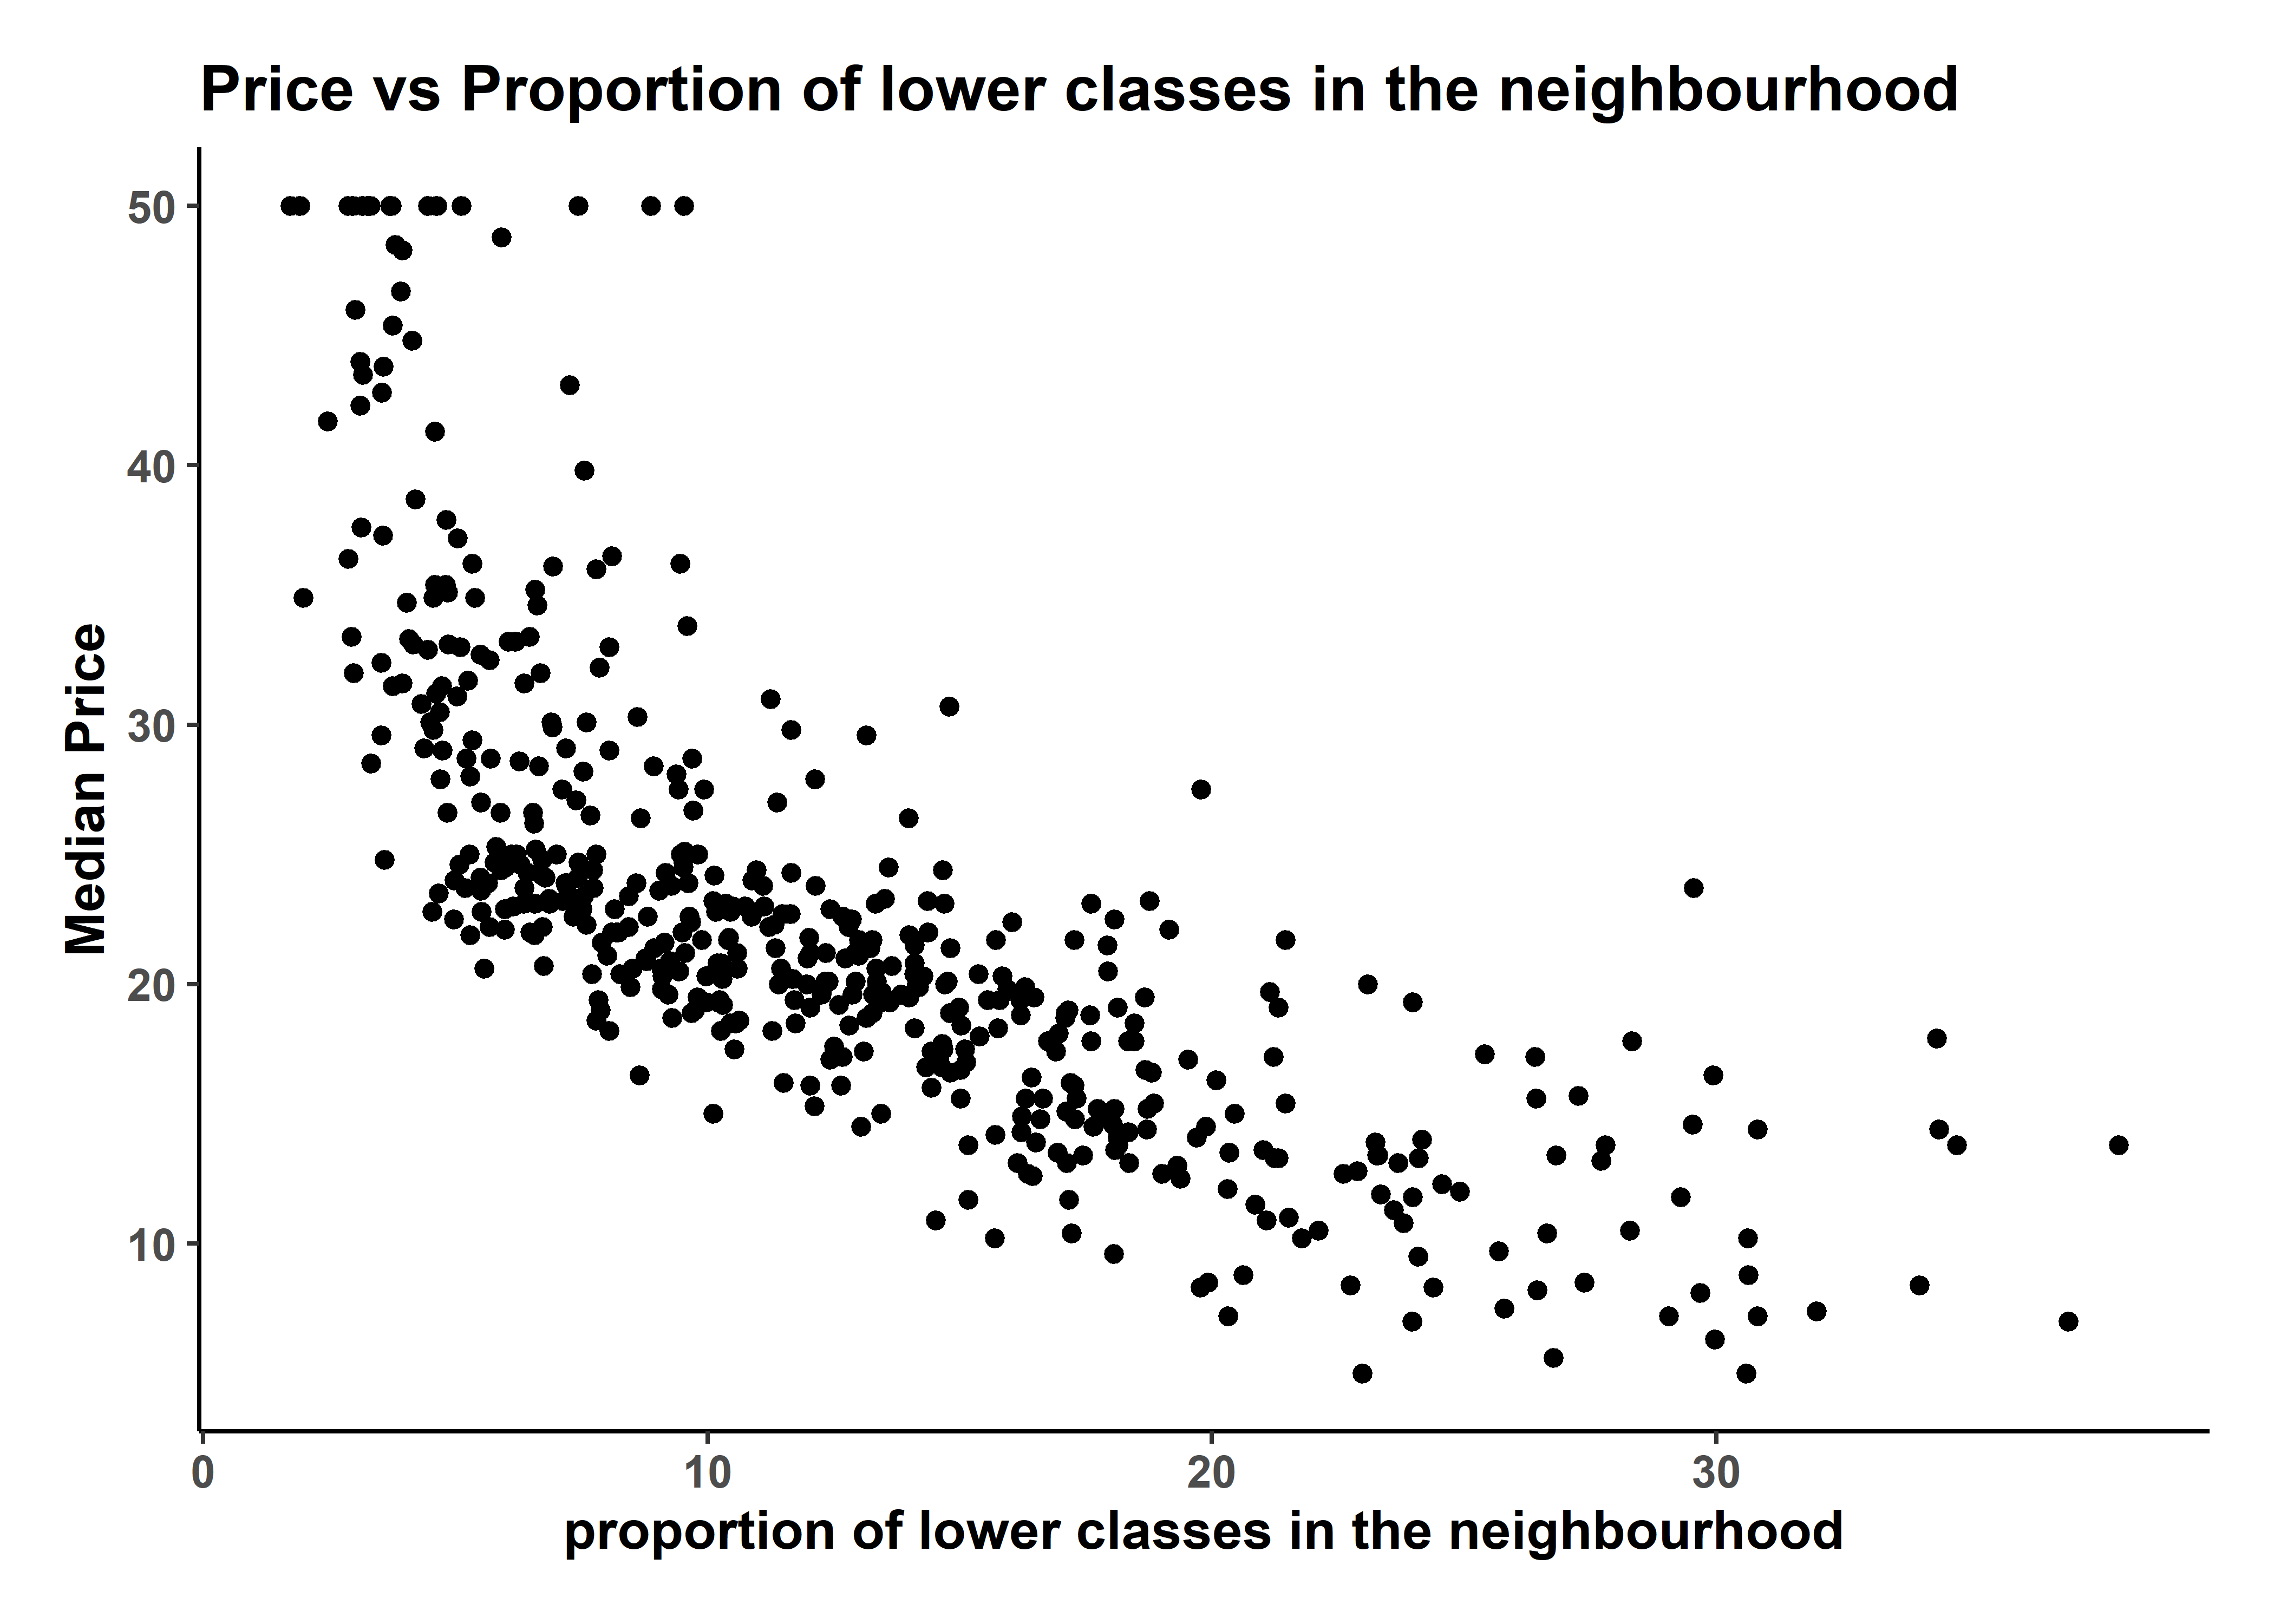 Price vs Proportion of lower classes in the neighbourhood
Median Price
50
40
30
20
10
0 10 20 30
proportion of lower classes in the neighbourhood